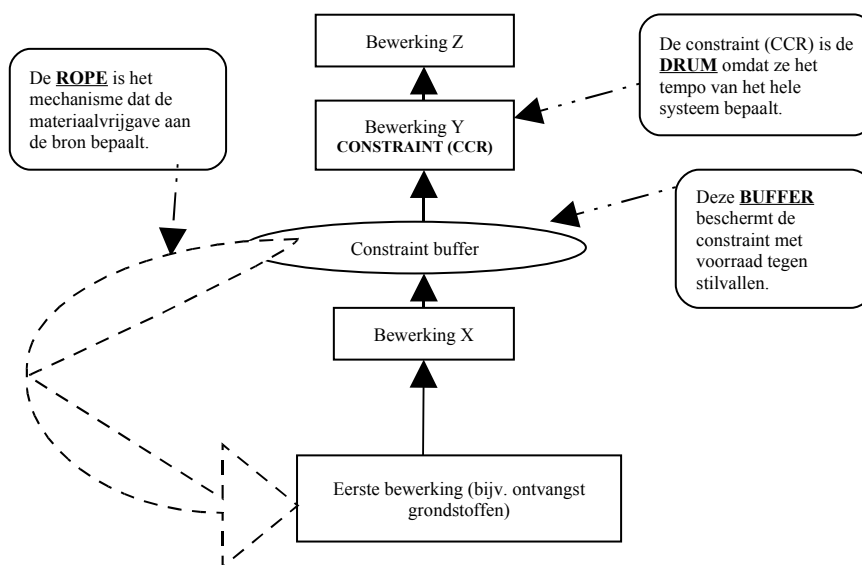 Bewerking Z
De constraint (CCR) is de
DRUM omdat ze het
tempo van het hele
systeem bepaalt.
De ROPE is het
mechanisme dat de
materiaalvrijgave aan
de bron bepaalt.
Bewerking Y
CONSTRAINT (CCR)
Deze BUFFER
beschermt de
constraint met
voorraad tegen
stilvallen.
Constraint buffer
Bewerking X
Eerste bewerking (bijv. ontvangst
grondstoffen)